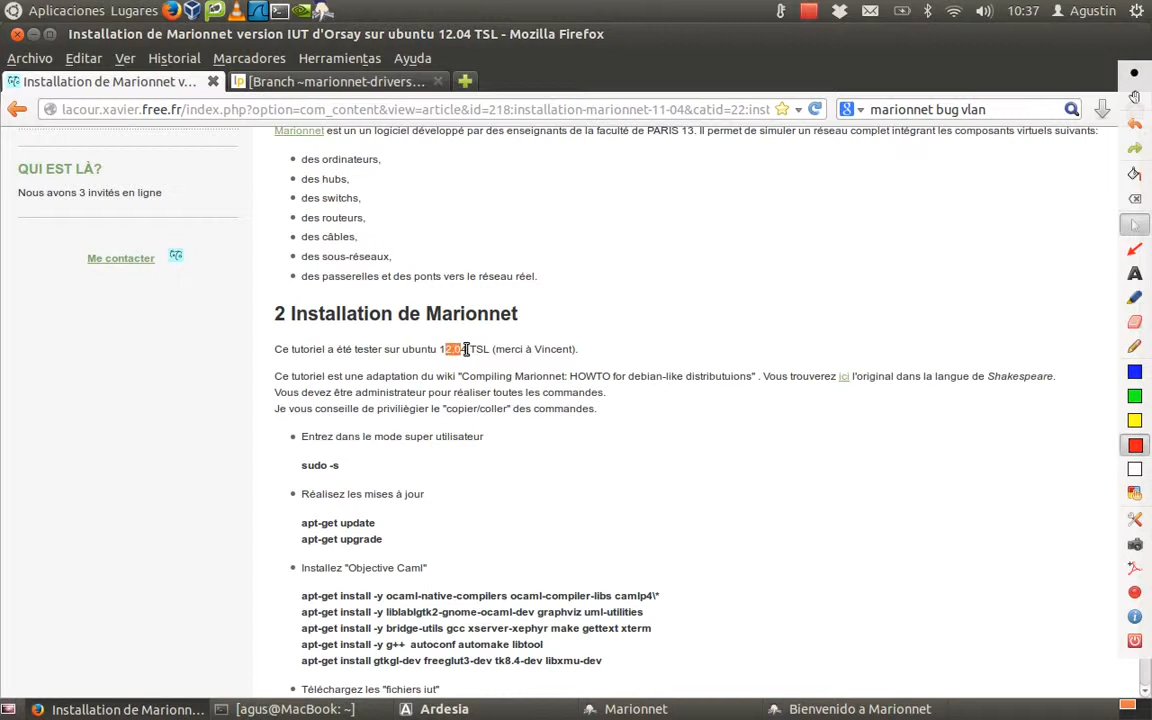 Aplicaciones Lugares
10:37
Agustin
Installation de Marionnet version IUT d'Orsay sur ubuntu 12.04 TSL - Mozilla Firefox
Archivo Editar Ver Historial Marcadores Herramientas Ayuda
Installation de Marionnet v...
[Branch ~marionnet-drivers...
lacour.xavier.free.fr/index.php?option=com_content&view=article&id=218:installation-marionnet-11-04&catid=22:inst
marionnet bug vlan
Marionnet est un un logiciel développé par des enseignants de la faculté de PARIS 13. Il permet de simuler un réseau complet intégrant les composants virtuels suivants:
QUI EST LÀ?
Nous avons 3 invités en ligne
Me contacter
des ordinateurs,
des hubs,
des switchs,
des routeurs,
des câbles,
des sous-réseaux,
des passerelles et des ponts vers le réseau réel.
2 Installation de Marionnet
Ce tutoriel a été tester sur ubuntu 12.04 TSL (merci à Vincent).
Ce tutoriel est une adaptation du wiki "Compiling Marionnet: HOWTO for debian-like distributuions" . Vous trouverez ici l'original dans la langue de Shakespeare.
Vous devez être administrateur pour réaliser toutes les commandes.
Je vous conseille de priviliègier le "copier/coller" des commandes.
Entrez dans le mode super utilisateur
sudo -s
Réalisez les mises à jour
apt-get update
apt-get upgrade
Installez "Objective Caml"
apt-get install -y ocaml-native-compilers ocaml-compiler-libs camlp4\*
apt-get install -y liblablgtk2-gnome-ocaml-dev graphviz uml-utilities
apt-get install -y bridge-utils gcc xserver-xephyr make gettext xterm
apt-get install -y g++ autoconf automake libtool
apt-get install gtkgl-dev freeglut3-dev tk8.4-dev libxmu-dev
Téléchargez les "fichiers iut"
Installation de Marionn...
[agus@MacBook: ~]
Ardesia
Marionnet
Bienvenido a Marionnet